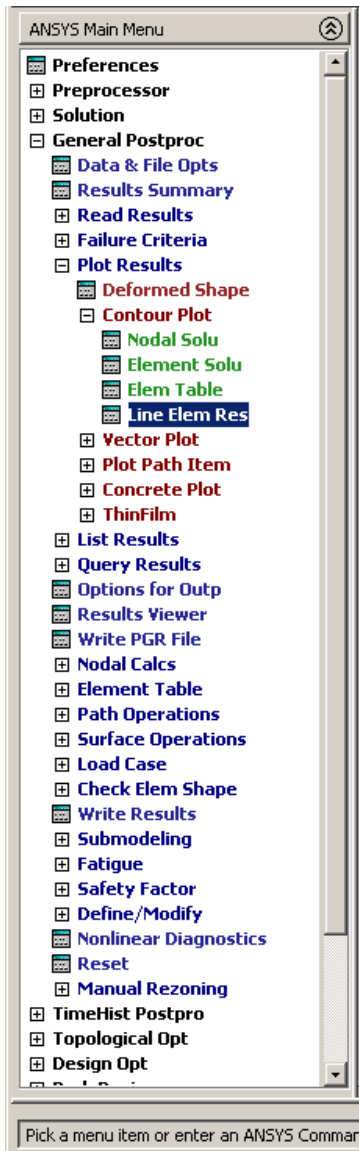 ANSYS Main Menu
Preferences
Preprocessor
Solution
General Postproc
Data & File Opts
Results Summary
Read Results
Failure Criteria
Plot Results
Deformed Shape
Contour Plot
Nodal Solu
Element Solu
Elem Table
Line Elem Res
Vector Plot
Plot Path Item
Concrete Plot
ThinFilm
List Results
Query Results
Options for Outp
Results Viewer
Write PGR File
Nodal Calcs
Element Table
Path Operations
Surface Operations
Load Case
Check Elem Shape
Write Results
Submodeling
Fatigue
Safety Factor
Define/Modify
Nonlinear Diagnostics
Reset
Manual Rezoning
TimeHist Postpro
Topological Opt
Design Opt
Pick a menu item or enter an ANSYS Comman